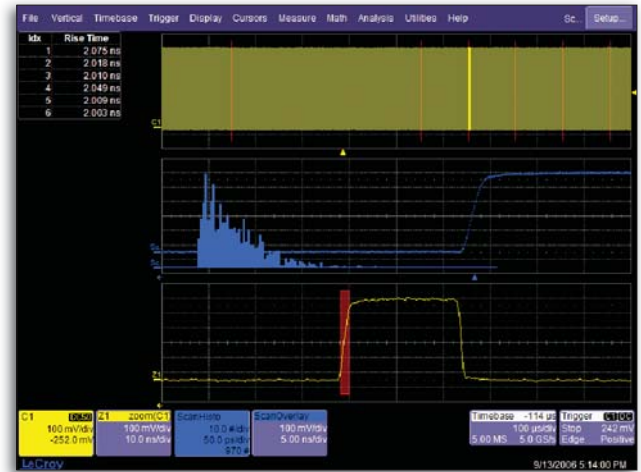 File Vertical Timebase Trigger Display Cursors Measure Math Analysis Utilities Help Sc... Setup...
Idx Rise Time
1 2.075 ns
2 2.018 ns
3 2.010 ns
4 2.049 ns
5 2.009 ns
6 2.003 ns
C1
Z1
C1 DC50 Z1 zoom(C1) ScanHisto ScanOverlay Timebase -114 µs Trigger C1 DC
100 mV/div 100 mV/div 10.0 #/div 100 mV/div 100 µs/div Stop 242 mV
-252.0 mV 10.0 ns/div 50.0 ps/div 5.00 ns/div 5.00 MS 5.0 GS/s Edge Positive
970 #
LeCroy 9/13/2006 5:14:00 PM